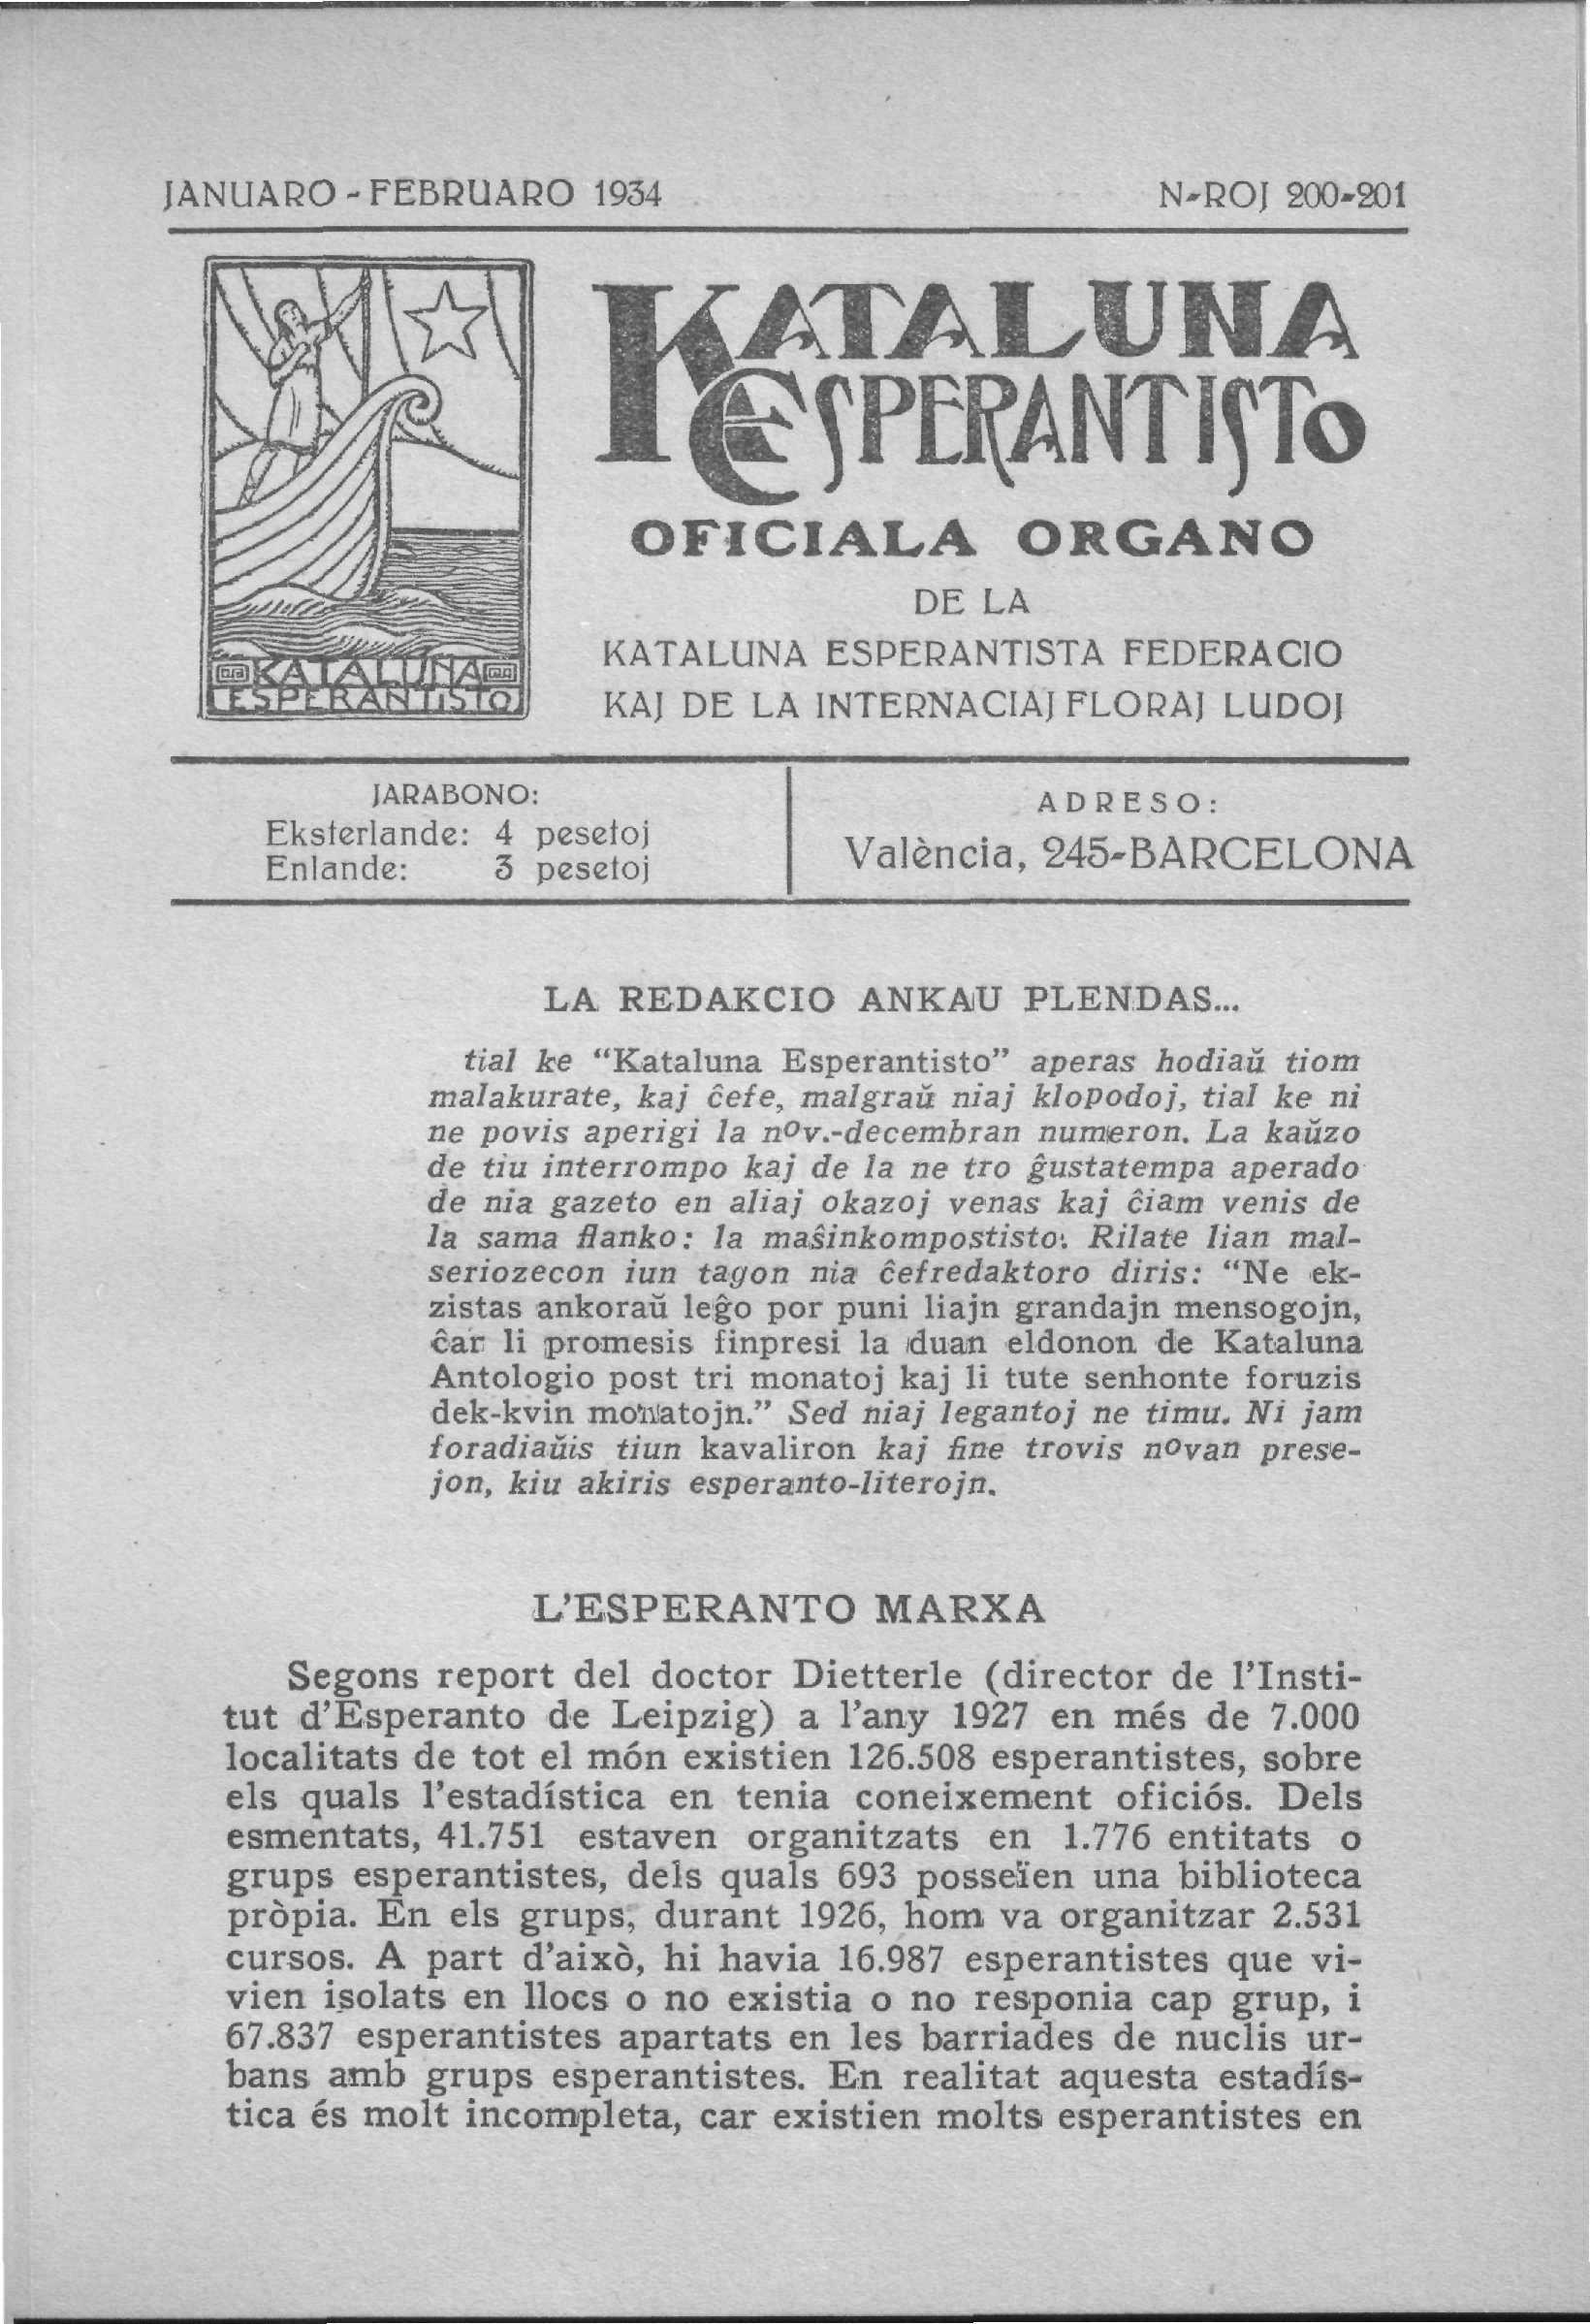 JANUARO - FEBRUARO 1934
N-ROJ 200-201
KATALUNA
ESPERANTISTO
OFICIALA ORGANO
DE LA
KATALUNA ESPERANTISTA FEDERACIO
KAJ DE LA INTERNACIAJ FLORAJ LUDOJ
KATALUNA
ESPERANTISTO
JARABONO:
Eksterlande: 4 pesetoj
Enlande: 3 pesetoj
ADRESO:
València, 245-BARCELONA
LA REDAKCIO ANKAU PLENDAS...
tial ke “Kataluna Esperantisto” aperas hodiaŭ tiom
malakurate, kaj ĉefe, malgraŭ niaj klopodoj, tial ke ni
ne povis aperigi la nov.-decembran numeron. La kaŭzo
de tiu interrompo kaj de la ne tro ĝustatempa aperado
de nia gazeto en aliaj okazoj venas kaj ĉiam venis de
la sama flanko: la maŝinkompostisto. Rilate lian mal-
seriozecon iun tagon nia ĉefredaktoro diris: “Ne ek-
zistas ankoraŭ leĝo por puni liajn grandajn mensogojn,
ĉar li promesis finpresi la duan eldonon de Kataluna
Antologio post tri monatoj kaj li tute senhonte foruzis
dek-kvin monatojn.” Sed niaj legantoj ne timu. Ni jam
foradiaŭis tiun kavaliron kaj fine trovis novan prese-
jon, kiu akiris esperanto-literojn.
L’ESPERANTO MARXA
Segons report del doctor Dietterle (director de l’Insti-
tut d’Esperanto de Leipzig) a l’any 1927 en més de 7.000
localitats de tot el món existien 126.508 esperantistes, sobre
els quals l’estadística en tenia coneixement oficiós. Dels
esmentats, 41.751 estaven organitzats en 1.776 entitats o
grups esperantistes, dels quals 693 posseïen una biblioteca
pròpia. En els grups, durant 1926, hom va organitzar 2.531
cursos. A part d’això, hi havia 16.987 esperantistes que vi-
vien isolats en llocs o no existia o no responia cap grup, i
67.837 esperantistes apartats en les barriades de nuclis ur-
bans amb grups esperantistes. En realitat aquesta estadís-
tica és molt incompleta, car existien molts esperantistes en